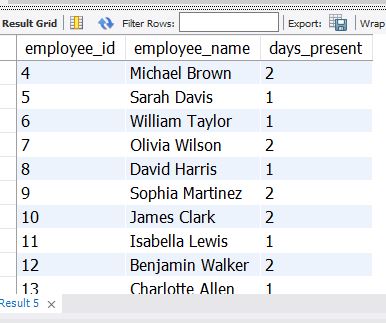 Result Grid Filter Rows: Export: Wrap
employee_id employee_name days_present
4 Michael Brown 2
5 Sarah Davis 1
6 William Taylor 1
7 Olivia Wilson 2
8 David Harris 1
9 Sophia Martinez 2
10 James Clark 2
11 Isabella Lewis 1
12 Benjamin Walker 2
13 Charlotte Allen 1
Result 5